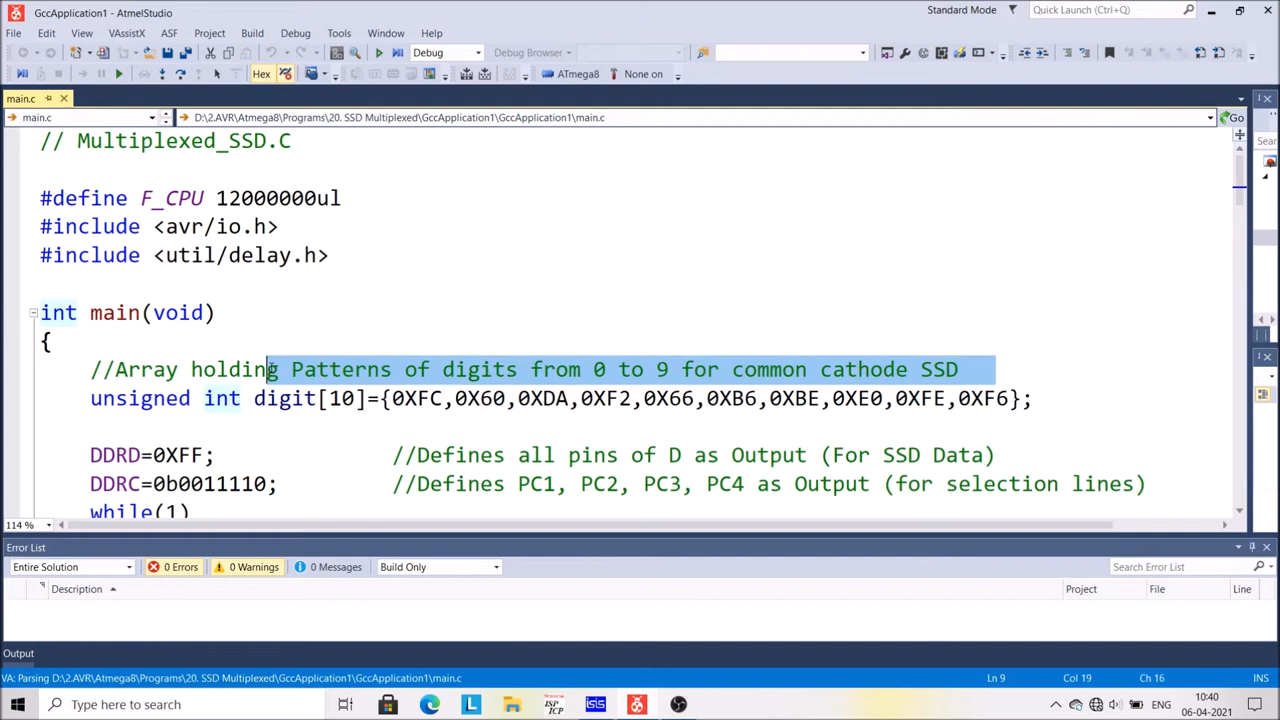 GccApplication1 - AtmelStudio
Standard Mode
Quick Launch (Ctrl+Q)
File Edit View VAssistX ASF Project Build Debug Tools Window Help
Debug
Debug Browser
Hex
ATmega8
None on
main.c
main.c
D:\2.AVR\Atmega8\Programs\20. SSD Multiplexed\GccApplication1\GccApplication1\main.c
Go
// Multiplexed_SSD.C
Sear
#define F_CPU 12000000ul
#include <avr/io.h>
#include <util/delay.h>
int main(void)
{
//Array holding Patterns of digits from 0 to 9 for common cathode SSD
unsigned int digit[10]={0XFC,0X60,0XDA,0XF2,0X66,0XB6,0XBE,0XE0,0XFE,0XF6};
DDRD=0XFF; //Defines all pins of D as Output (For SSD Data)
DDRC=0b0011110; //Defines PC1, PC2, PC3, PC4 as Output (for selection lines)
while(1)
114 %
Error List
Entire Solution
0 Errors
0 Warnings
0 Messages
Build Only
Search Error List
Description
Project
File
Line
Output
VA: Parsing D:\2.AVR\Atmega8\Programs\20. SSD Multiplexed\GccApplication1\GccApplication1\main.c
Ln 9
Col 19
Ch 16
INS
Type here to search
L
ISP
ICP
isis
ENG
10:40
06-04-2021